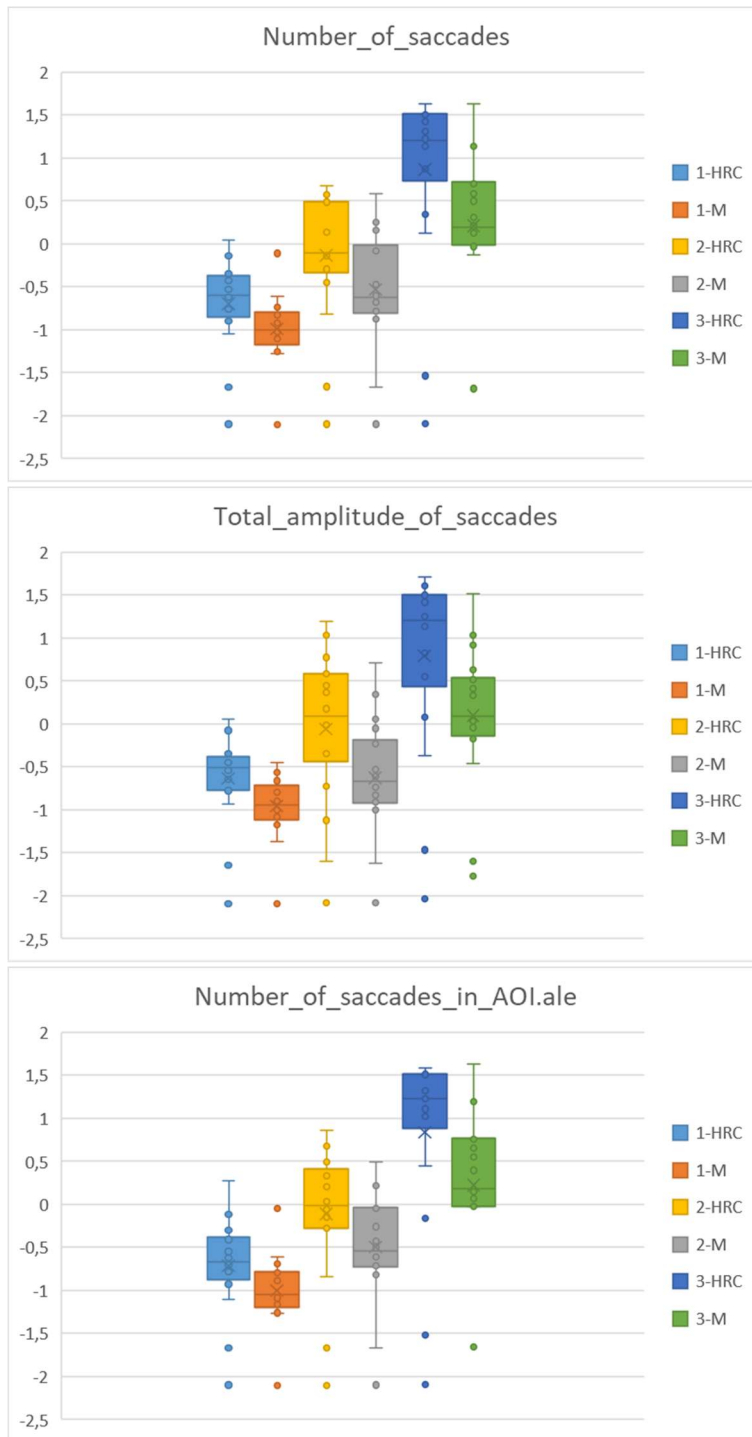 Number_of_saccades
2
1,5
1
0,5
0
-0,5
-1
-1,5
-2
-2,5
1-HRC
1-M
2-HRC
2-M
3-HRC
3-M
Total_amplitude_of_saccades
2
1,5
1
0,5
0
-0,5
-1
-1,5
-2
-2,5
1-HRC
1-M
2-HRC
2-M
3-HRC
3-M
Number_of_saccades_in_AOI.ale
2
1,5
1
0,5
0
-0,5
-1
-1,5
-2
-2,5
1-HRC
1-M
2-HRC
2-M
3-HRC
3-M